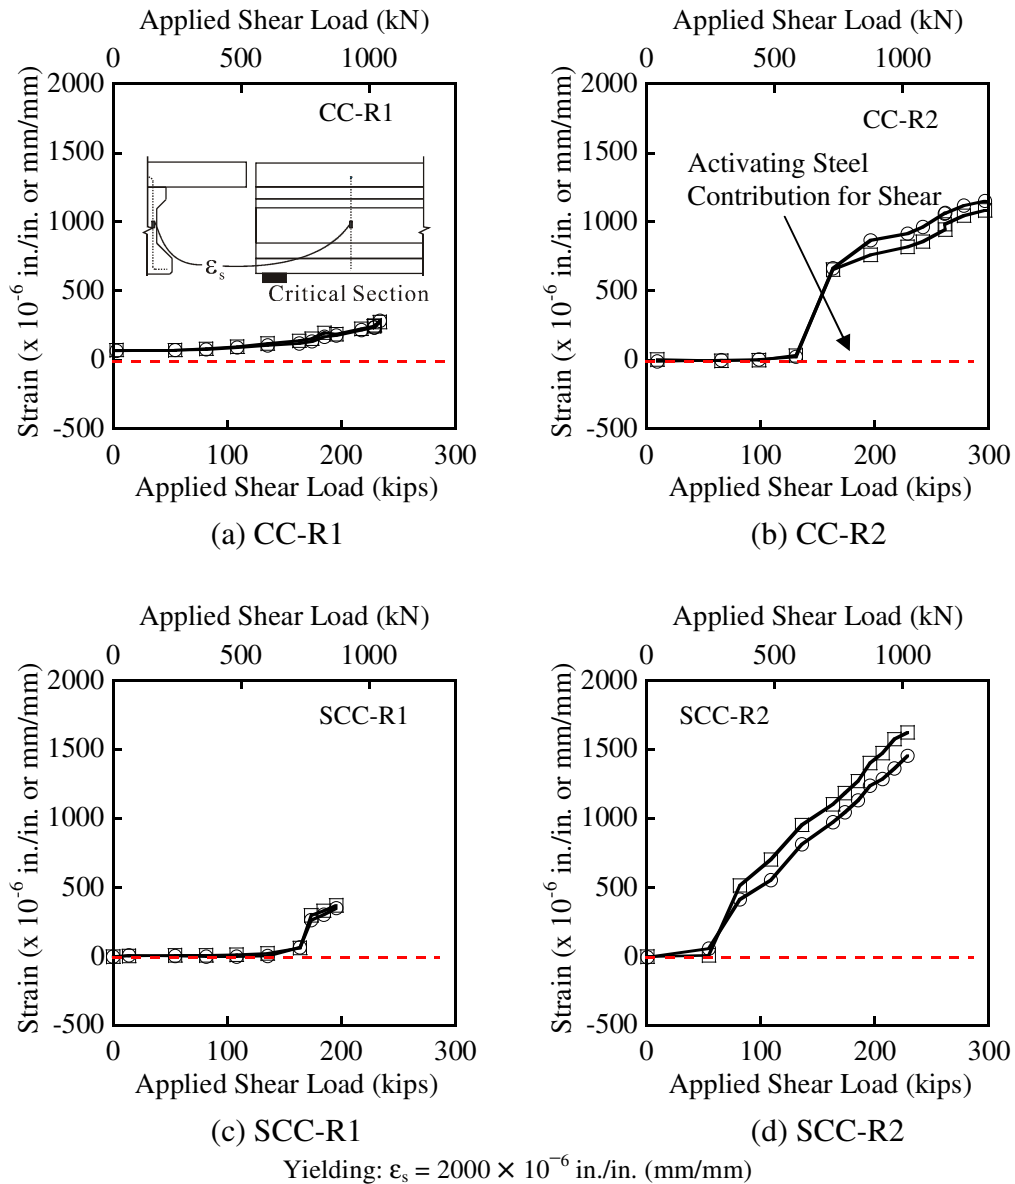 Applied Shear Load (kN)
0 500 1000
Strain (x 10⁻⁶ in./in. or mm/mm)
2000
1500
1000
500
0
-500
CC-R1
εs
Critical Section
0 100 200 300
Applied Shear Load (kips)
(a) CC-R1
Applied Shear Load (kN)
0 500 1000
Strain (x 10⁻⁶ in./in. or mm/mm)
2000
1500
1000
500
0
-500
CC-R2
Activating Steel
Contribution for Shear
0 100 200 300
Applied Shear Load (kips)
(b) CC-R2
Applied Shear Load (kN)
0 500 1000
Strain (x 10⁻⁶ in./in. or mm/mm)
2000
1500
1000
500
0
-500
SCC-R1
0 100 200 300
Applied Shear Load (kips)
(c) SCC-R1
Applied Shear Load (kN)
0 500 1000
Strain (x 10⁻⁶ in./in. or mm/mm)
2000
1500
1000
500
0
-500
SCC-R2
0 100 200 300
Applied Shear Load (kips)
(d) SCC-R2
Yielding: εs = 2000 × 10⁻⁶ in./in. (mm/mm)